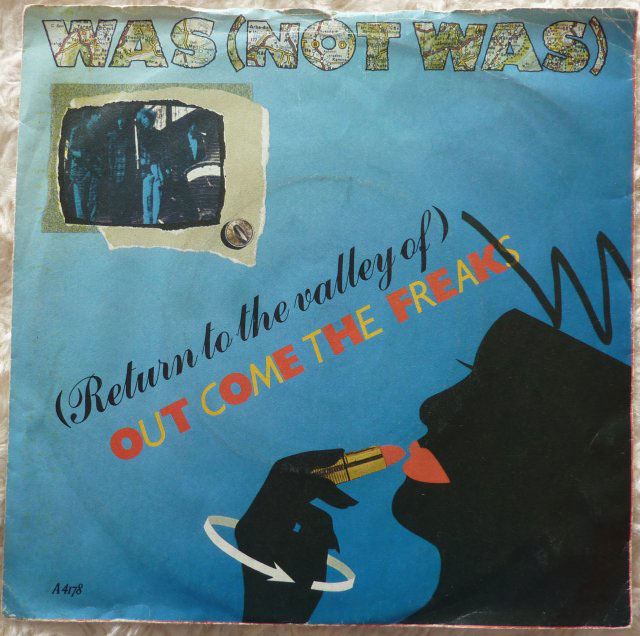 WAS (NOT WAS)
(Return to the valley of)
OUT COME THE FREAKS
A 4178